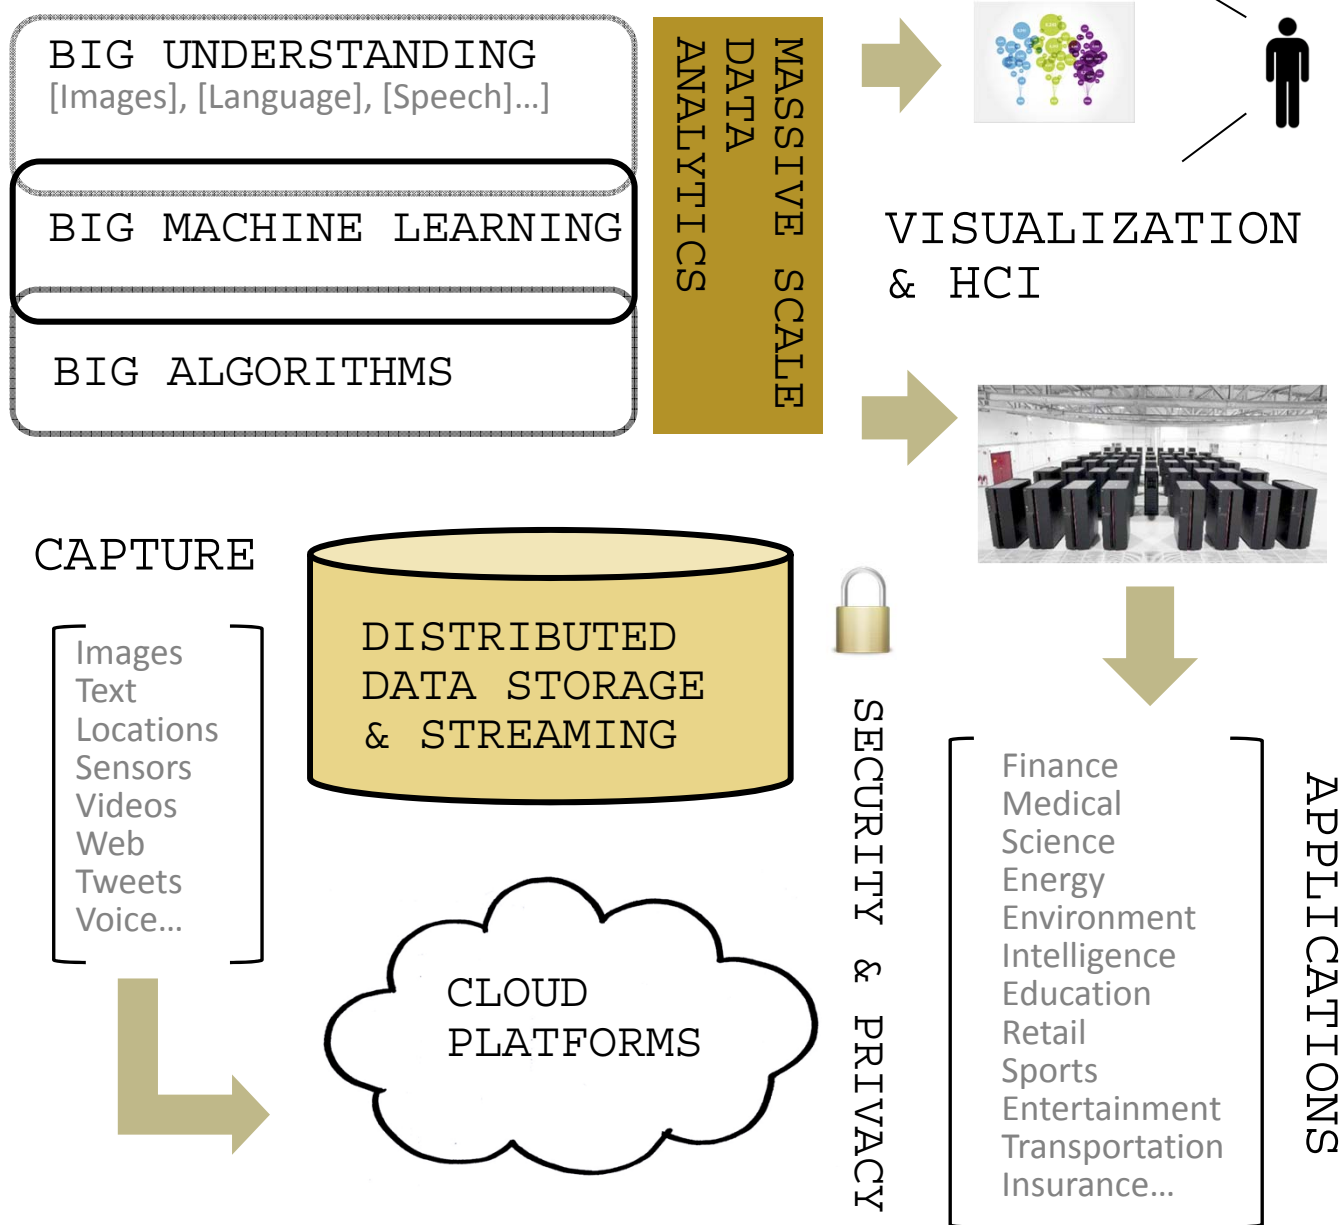 BIG UNDERSTANDING
[Images], [Language], [Speech]…]
BIG MACHINE LEARNING
BIG ALGORITHMS
MASSIVE SCALE
DATA
ANALYTICS
VISUALIZATION
& HCI
CAPTURE
Images
Text
Locations
Sensors
Videos
Web
Tweets
Voice…
DISTRIBUTED
DATA STORAGE
& STREAMING
CLOUD
PLATFORMS
SECURITY & PRIVACY
Finance
Medical
Science
Energy
Environment
Intelligence
Education
Retail
Sports
Entertainment
Transportation
Insurance…
APPLICATIONS